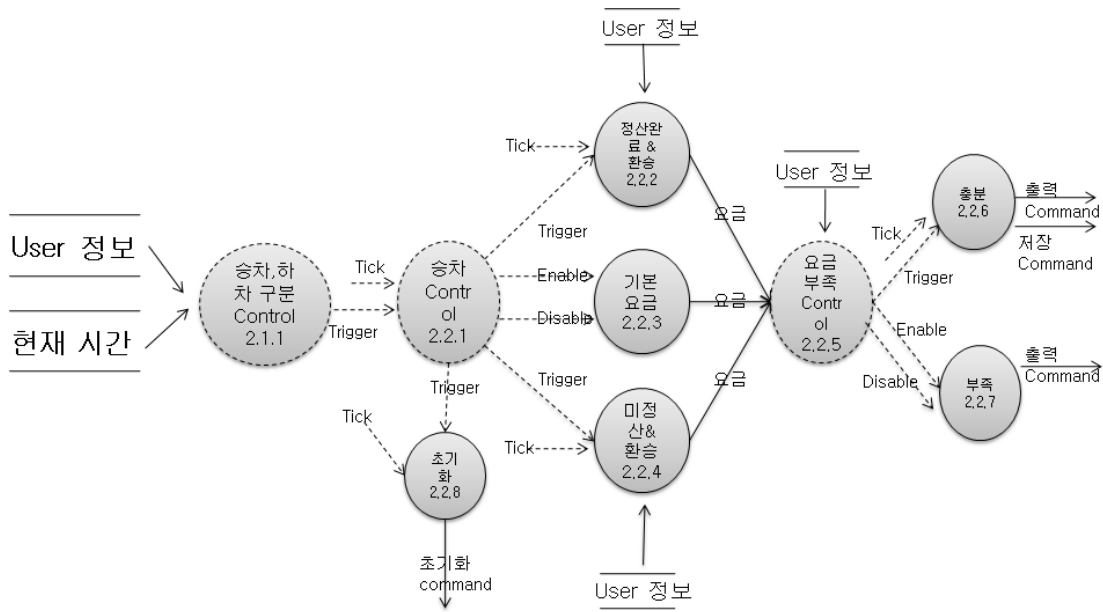 User 정보
현재 시간
승차,하
차 구분
Control
2.1.1
Tick
Trigger
승차
Contr
ol
2.2.1
Trigger
Tick
초기
화
2.2.8
초기화
command
User 정보
Tick
정산완
료 &
환승
2.2.2
Trigger
Enable
Disable
기본
요금
2.2.3
Trigger
Tick
미정
산&
환승
2.2.4
User 정보
요금
요금
요금
User 정보
요금
부족
Contr
ol
2.2.5
Tick
Trigger
Enable
Disable
충분
2.2.6
출력
Command
저장
Command
부족
2.2.7
출력
Command